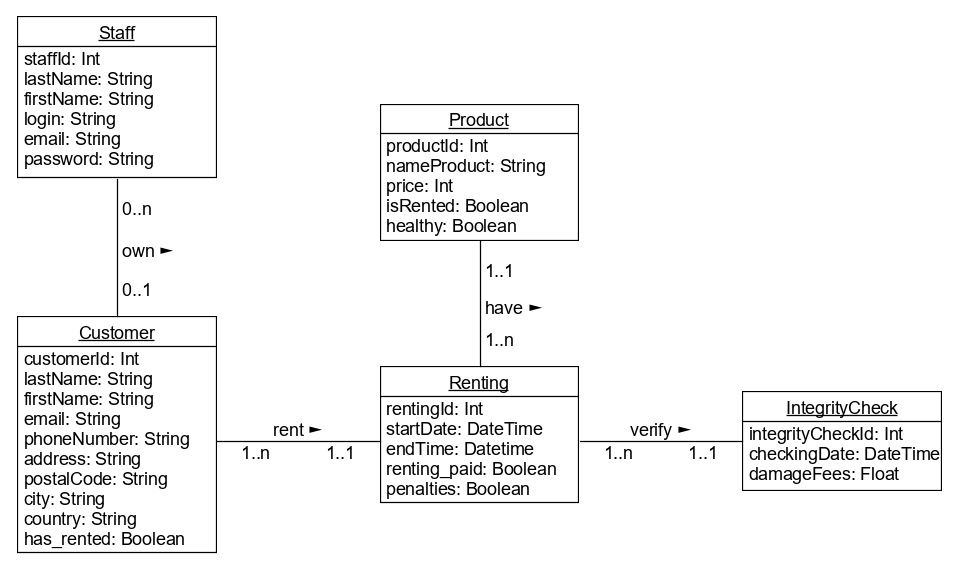 Staff
staffId: Int
lastName: String
firstName: String
login: String
email: String
password: String
0..n
own ►
0..1
Customer
customerId: Int
lastName: String
firstName: String
email: String
phoneNumber: String
address: String
postalCode: String
city: String
country: String
has_rented: Boolean
rent ►
1..n
1..1
Product
productId: Int
nameProduct: String
price: Int
isRented: Boolean
healthy: Boolean
1..1
have ►
1..n
Renting
rentingId: Int
startDate: DateTime
endTime: Datetime
renting_paid: Boolean
penalties: Boolean
verify ►
1..n
1..1
IntegrityCheck
integrityCheckId: Int
checkingDate: DateTime
damageFees: Float